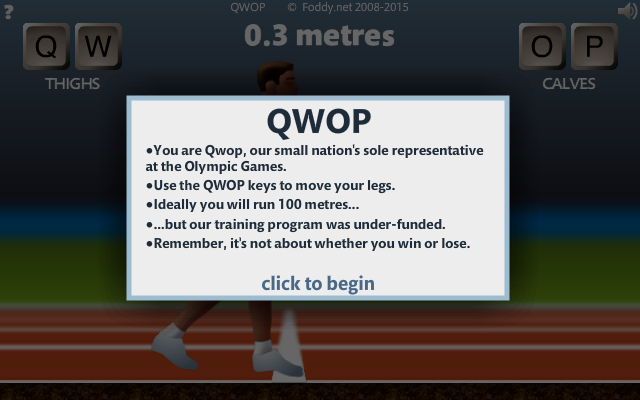 QWOP © Foddy.net 2008-2015
?
0.3 metres
Q W
O P
THIGHS
CALVES
QWOP
•You are Qwop, our small nation's sole representative
at the Olympic Games.
•Use the QWOP keys to move your legs.
•Ideally you will run 100 metres...
•...but our training program was under-funded.
•Remember, it's not about whether you win or lose.
click to begin